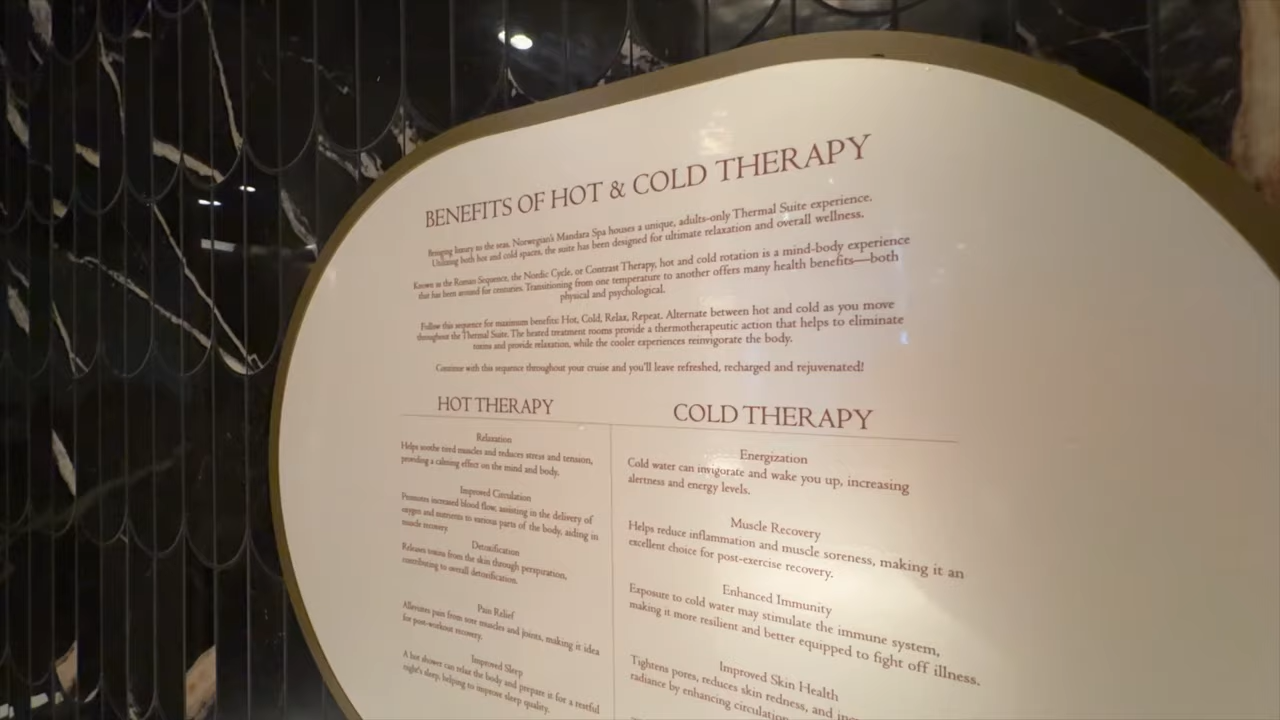 BENEFITS OF HOT & COLD THERAPY
Bringing luxury to the seas, Norwegian's Mandara Spa houses a unique, adults-only Thermal Suite experience.
Utilizing both hot and cold spaces, the suite has been designed for ultimate relaxation and overall wellness.
Known as the Roman Sequence, the Nordic Cycle, or Contrast Therapy, hot and cold rotation is a mind-body experience
that has been around for centuries. Transitioning from one temperature to another offers many health benefits—both
physical and psychological.
Follow this sequence for maximum benefits: Hot, Cold, Relax, Repeat. Alternate between hot and cold as you move
throughout the Thermal Suite. The heated treatment rooms provide a thermotherapeutic action that helps to eliminate
toxins and provide relaxation, while the cooler experiences reinvigorate the body.
Continue with this sequence throughout your cruise and you'll leave refreshed, recharged and rejuvenated!
HOT THERAPY
Relaxation
Helps soothe tired muscles and reduces stress and tension,
providing a calming effect on the mind and body.
Improved Circulation
Promotes increased blood flow, assisting in the delivery of
oxygen and nutrients to various parts of the body, aiding in
muscle recovery.
Detoxification
Releases toxins from the skin through perspiration,
contributing to overall detoxification.
Pain Relief
Alleviates pain from sore muscles and joints, making it idea
for post-workout recovery.
Improved Sleep
A hot shower can relax the body and prepare it for a restful
night's sleep, helping to improve sleep quality.
COLD THERAPY
Energization
Cold water can invigorate and wake you up, increasing
alertness and energy levels.
Muscle Recovery
Helps reduce inflammation and muscle soreness, making it an
excellent choice for post-exercise recovery.
Enhanced Immunity
Exposure to cold water may stimulate the immune system,
making it more resilient and better equipped to fight off illness.
Improved Skin Health
Tightens pores, reduces skin redness, and
radiance by enhancing circulation